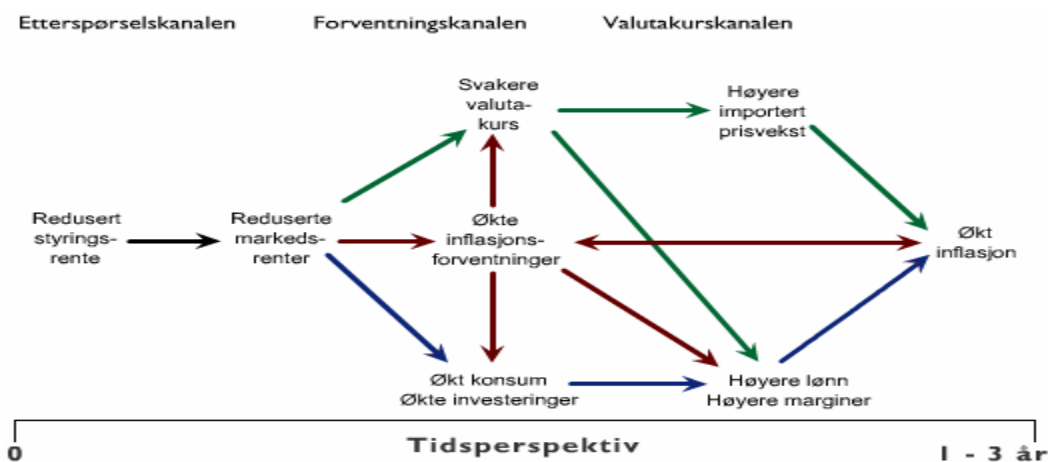 Etterspørselskanalen
Forventningskanalen
Valutakurskanalen
Svakere
valuta-
kurs
Høyere
importert
prisvekst
Redusert
styrings-
rente
Reduserte
markeds-
renter
Økte
inflasjons-
forventninger
Økt
inflasjon
Økt konsum
Økte investeringer
Høyere lønn
Høyere marginer
0
Tidsperspektiv
1 - 3 år